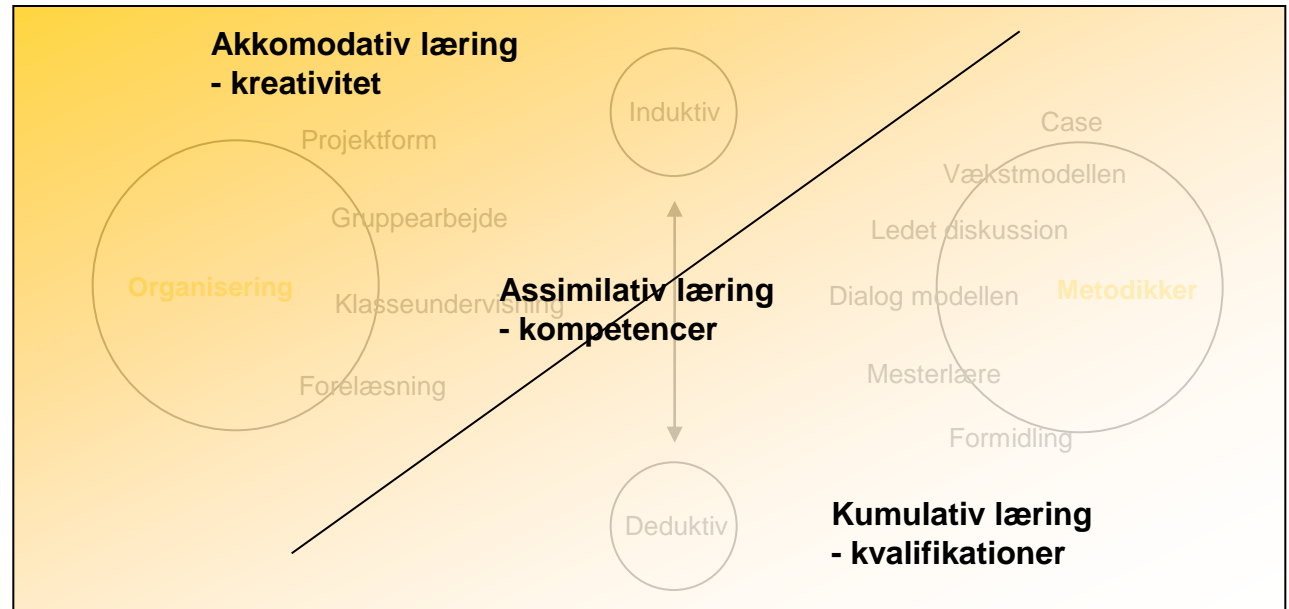 Akkomodativ læring
- kreativitet
Induktiv
Case
Projektform
Vækstmodellen
Gruppearbejde
Ledet diskussion
Organisering
Assimilativ læring
- kompetencer
Klasseundervisning
Dialog modellen
Metodikker
Forelæsning
Mesterlære
Formidling
Deduktiv
Kumulativ læring
- kvalifikationer